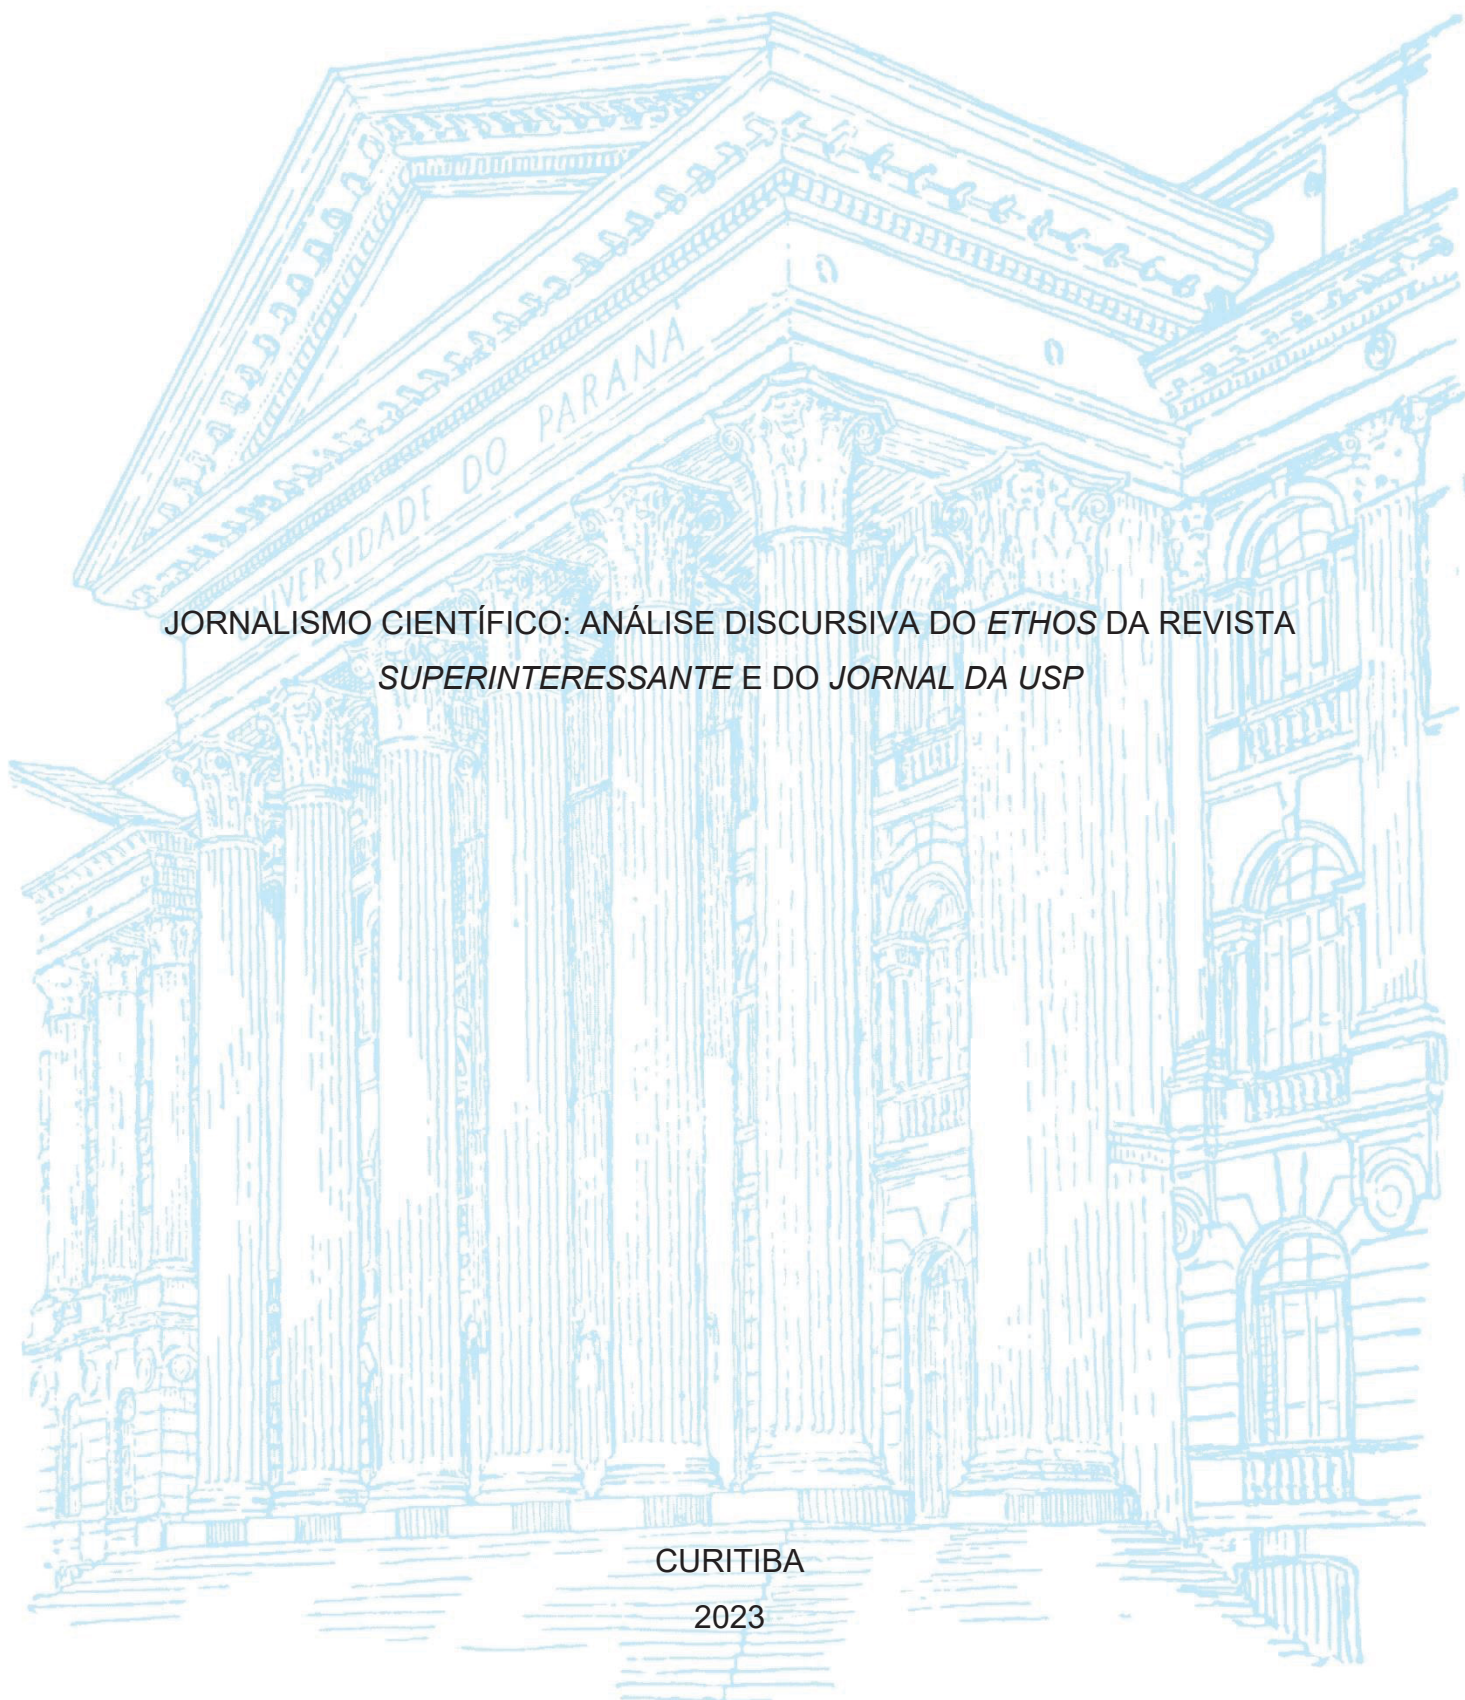 UNIVERSIDADE DO PARANÁ
JORNALISMO CIENTÍFICO: ANÁLISE DISCURSIVA DO ETHOS DA REVISTA
SUPERINTERESSANTE E DO JORNAL DA USP
CURITIBA
2023